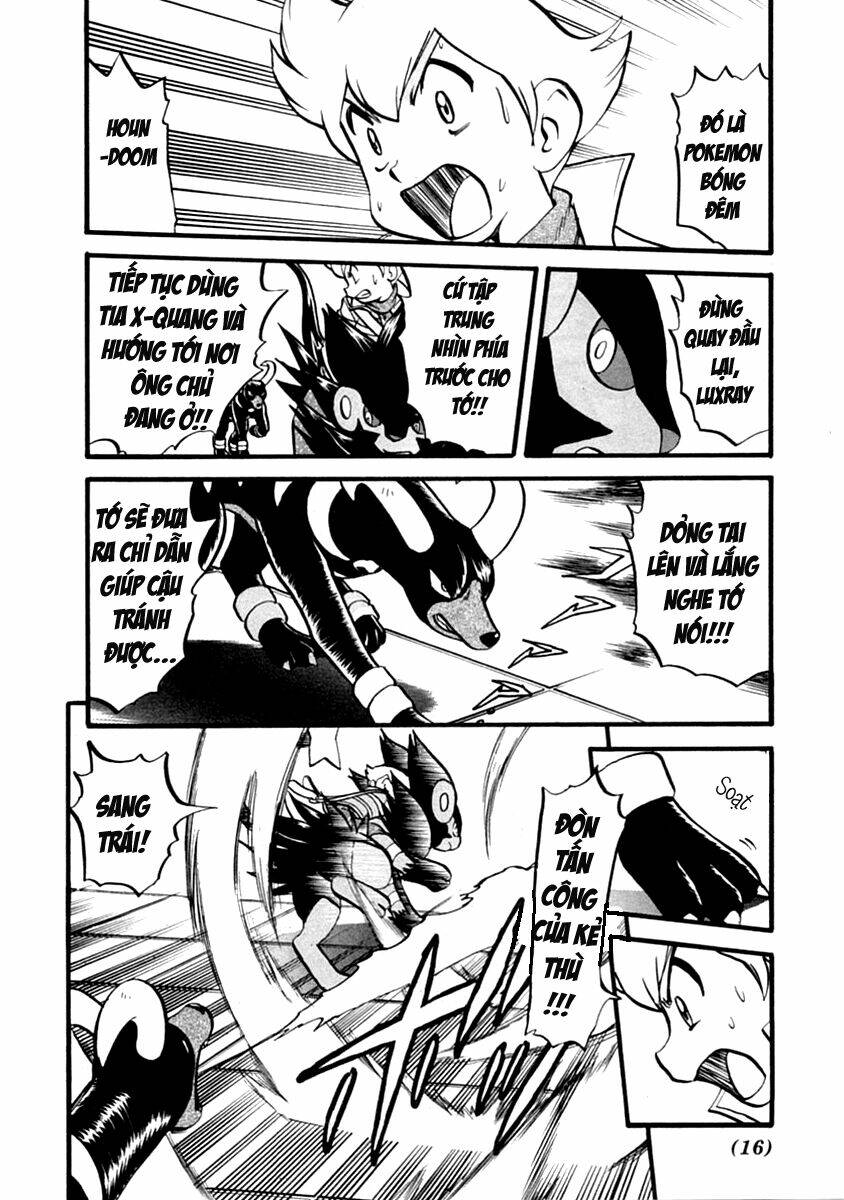 ĐÓ LÀ
POKEMON
BÓNG
ĐÊM
HOUN
-DOOM
ĐỪNG
QUAY ĐẦU
LẠI,
LUXRAY
CỨ TẬP
TRUNG
NHÌN PHÍA
TRƯỚC CHO
TỚ!!
TIẾP TỤC DÙNG
TIA X-QUANG VÀ
HƯỚNG TỚI NƠI
ÔNG CHỦ
ĐANG Ở!!
DỎNG TAI
LÊN VÀ LẮNG
NGHE TỚ
NÓI!!!
TỚ SẼ ĐƯA
RA CHỈ DẪN
GIÚP CẬU
TRÁNH
ĐƯỢC...
Soạt
ĐÒN
TẤN
CÔNG
CỦA KẺ
THÙ
!!!
SANG
TRÁI!
(16)